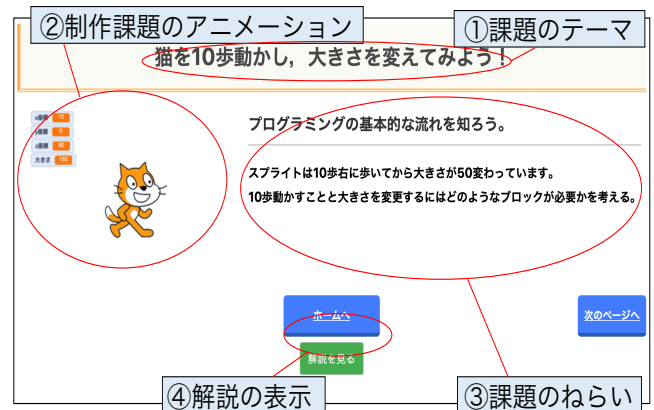 ②制作課題のアニメーション
①課題のテーマ
猫を10歩動かし，大きさを変えてみよう！
x座標 10
y座標 0
大きさ 150
プログラミングの基本的な流れを知ろう。
スプライトは10歩右に歩いてから大きさが50変わっています。
10歩動かすことと大きさを変更するにはどのようなブロックが必要かを考える。
ホームへ
次のページへ
解説を見る
④解説の表示
③課題のねらい